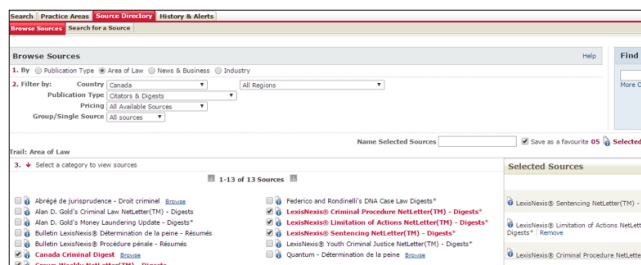 Search Practice Areas Source Directory History & Alerts
Browse Sources Search for a Source
Browse Sources Help Find
1. By Publication Type Area of Law News & Business Industry More O
2. Filter by: Country Canada All Regions
Publication Type Citators & Digests
Pricing All Available Sources
Group/Single Source All sources
Name Selected Sources Save as a favourite 05 Selected
Trail: Area of Law
3. Select a category to view sources Selected Sources
1-13 of 13 Sources
Abrégé de jurisprudence - Droit criminel Browse Federico and Rondinelli's DNA Case Law Digests*
Alan D. Gold's Criminal Law NetLetter(TM) - Digests LexisNexis® Criminal Procedure NetLetter(TM) - Digests* LexisNexis® Sentencing NetLetter(TM) -
Alan D. Gold's Money Laundering Update - Digests* LexisNexis® Limitation of Actions NetLetter(TM) - Digests*
Bulletin LexisNexis® Détermination de la peine - Résumés LexisNexis® Sentencing NetLetter(TM) - Digests* LexisNexis® Limitation of Actions NetLett
Bulletin LexisNexis® Procédure pénale - Résumés LexisNexis® Youth Criminal Justice NetLetter(TM) - Digests* Digests* | Remove
Canada Criminal Digest Browse Quantum - Détermination de la peine Browse LexisNexis® Criminal Procedure NetLette
Crown Weekly NetLetter(TM) - Digests